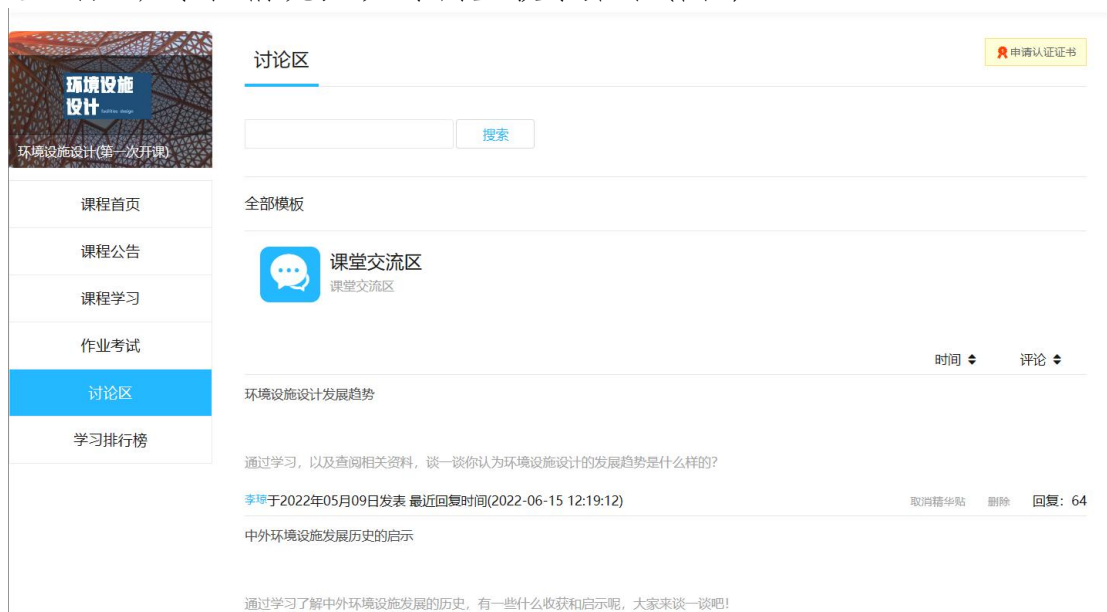 讨论区
申请认证证书
环境设施
设计
环境设施设计(第一次开课)
搜索
课程首页
课程公告
课程学习
作业考试
讨论区
学习排行榜
全部模板
课堂交流区
课堂交流区
时间 评论
环境设施设计发展趋势
通过学习，以及查阅相关资料，谈一谈你认为环境设施设计的发展趋势是什么样的?
李琼于2022年05月09日发表 最近回复时间(2022-06-15 12:19:12) 取消精华贴 删除 回复：64
中外环境设施发展历史的启示
通过学习了解中外环境设施发展的历史，有一些什么收获和启示呢，大家来谈一谈吧！